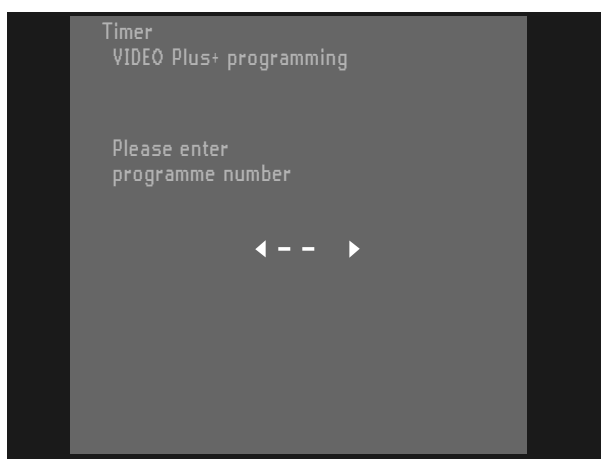 Timer
VIDEO Plus+ programming
Please enter
programme number
◀ – – ▶